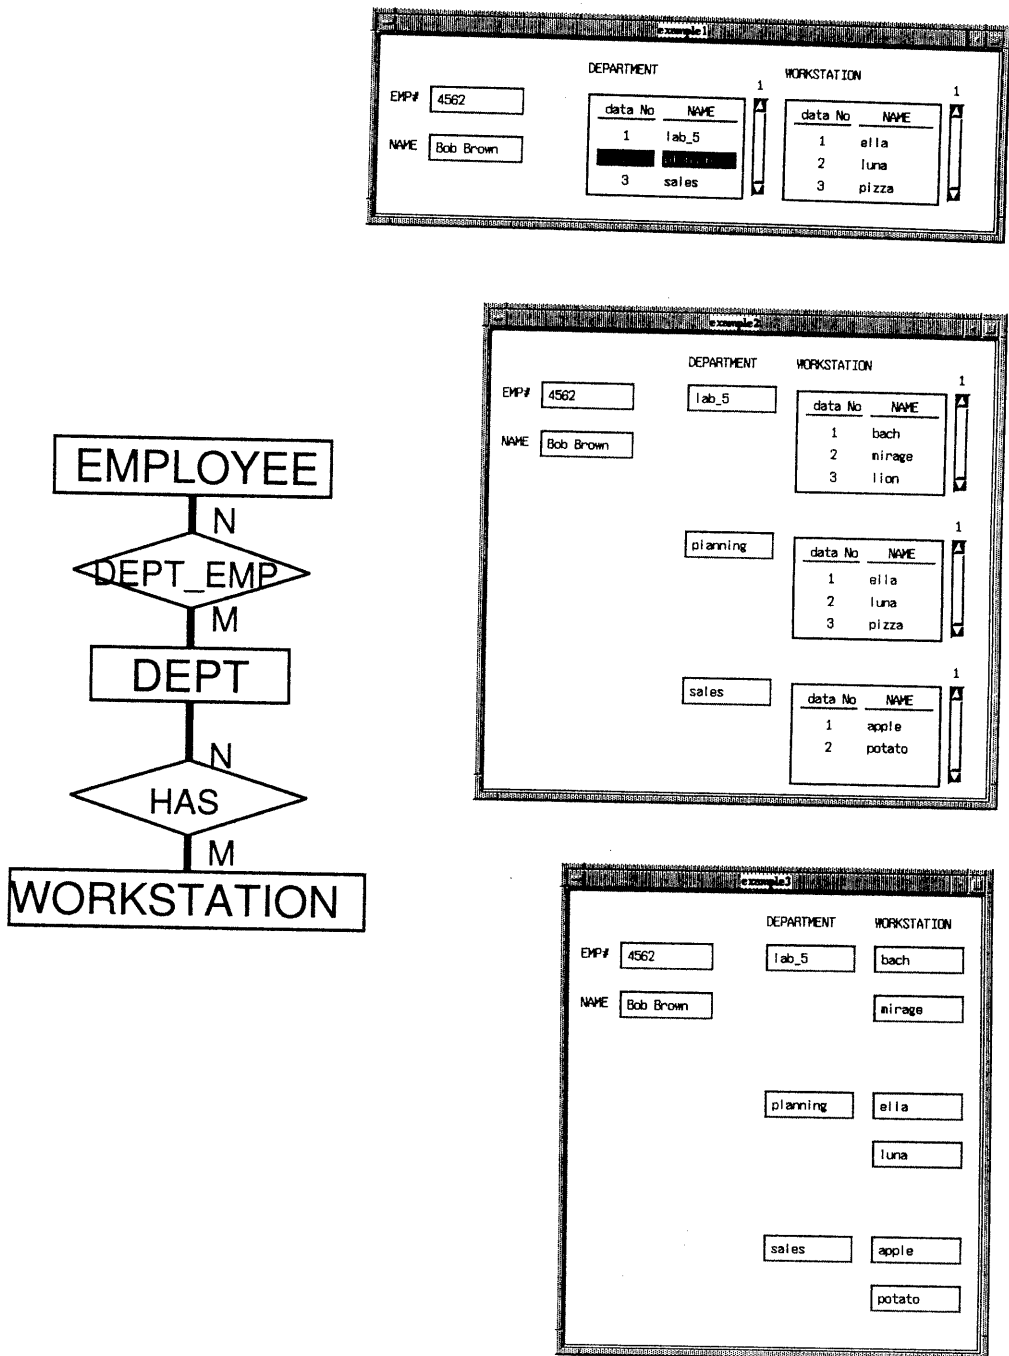 example1
DEPARTMENT
WORKSTATION
EMP# 4562
NAME Bob Brown
1
data No NAME
1 lab_5
3 sales
1
data No NAME
1 ella
2 luna
3 pizza
EMPLOYEE
N
DEPT_EMP
M
DEPT
N
HAS
M
WORKSTATION
example2
DEPARTMENT WORKSTATION
EMP# 4562
NAME Bob Brown
lab_5
1
data No NAME
1 bach
2 mirage
3 lion
planning
1
data No NAME
1 ella
2 luna
3 pizza
sales
1
data No NAME
1 apple
2 potato
example3
DEPARTMENT WORKSTATION
EMP# 4562
NAME Bob Brown
lab_5 bach
mirage
planning ella
luna
sales apple
potato